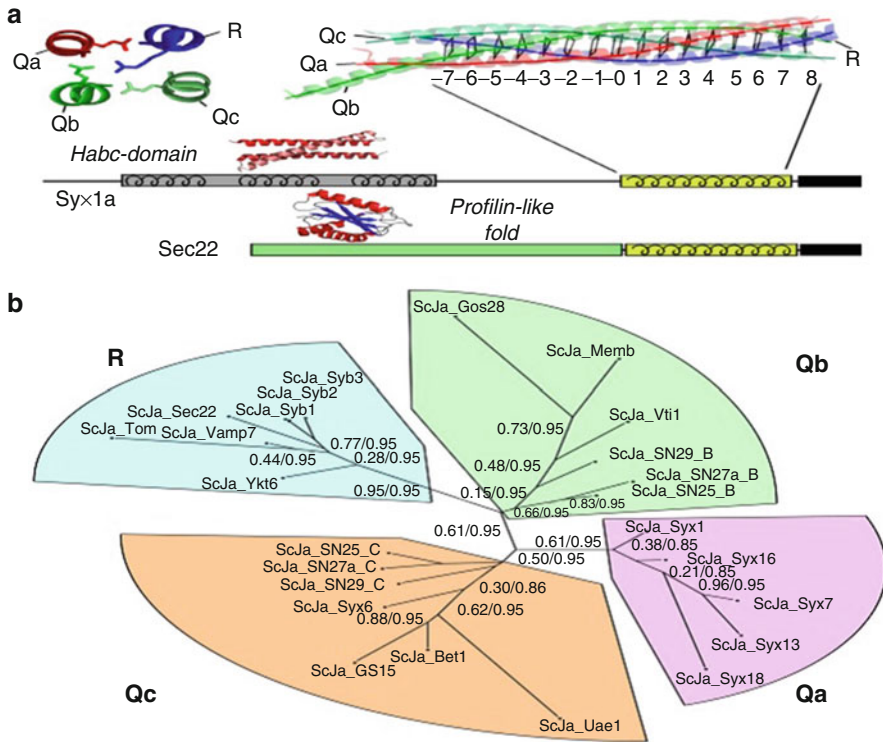 a
Qa
R
Qb
Qc
Qc
Qa
Qb
R
-7 -6 -5 -4 -3 -2 -1 -0 1 2 3 4 5 6 7 8
Habc-domain
Sy×1a
Profilin-like
fold
Sec22
b
R
ScJa_Syb3
ScJa_Syb2
ScJa_Sec22
ScJa_Syb1
ScJa_Tom
ScJa_Vamp7
0.77/0.95
0.44/0.95
0.28/0.95
ScJa_Ykt6
0.95/0.95
Qb
ScJa_Gos28
ScJa_Memb
ScJa_Vti1
0.73/0.95
ScJa_SN29_B
0.48/0.95
ScJa_SN27a_B
0.15/0.95
ScJa_SN25_B
0.83/0.95
0.66/0.95
0.61/0.95
0.61/0.95
0.50/0.95
ScJa_Syx1
0.38/0.85
ScJa_Syx16
0.21/0.85
0.96/0.95
ScJa_Syx7
ScJa_Syx13
ScJa_Syx18
Qa
ScJa_SN25_C
ScJa_SN27a_C
ScJa_SN29_C
0.30/0.86
ScJa_Syx6
0.62/0.95
0.88/0.95
ScJa_Bet1
ScJa_GS15
ScJa_Uae1
Qc